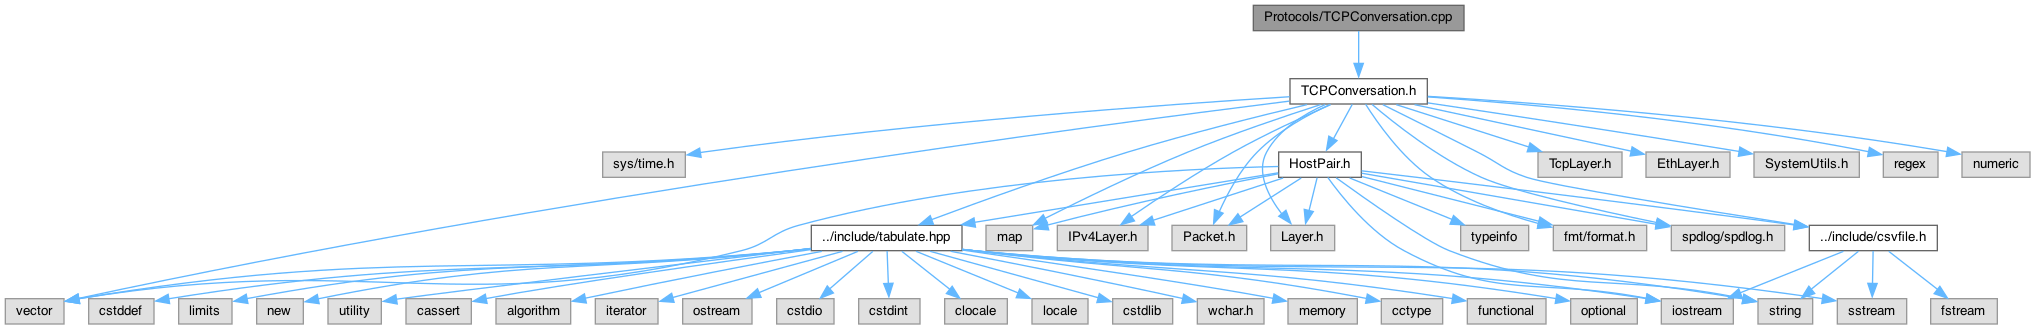 Protocols/TCPConversation.cpp
TCPConversation.h
sys/time.h
HostPair.h
TcpLayer.h
EthLayer.h
SystemUtils.h
regex
numeric
../include/tabulate.hpp
map
IPv4Layer.h
Packet.h
Layer.h
typeinfo
fmt/format.h
spdlog/spdlog.h
../include/csvfile.h
vector
cstddef
limits
new
utility
cassert
algorithm
iterator
ostream
cstdio
cstdint
clocale
locale
cstdlib
wchar.h
memory
cctype
functional
optional
iostream
string
sstream
fstream